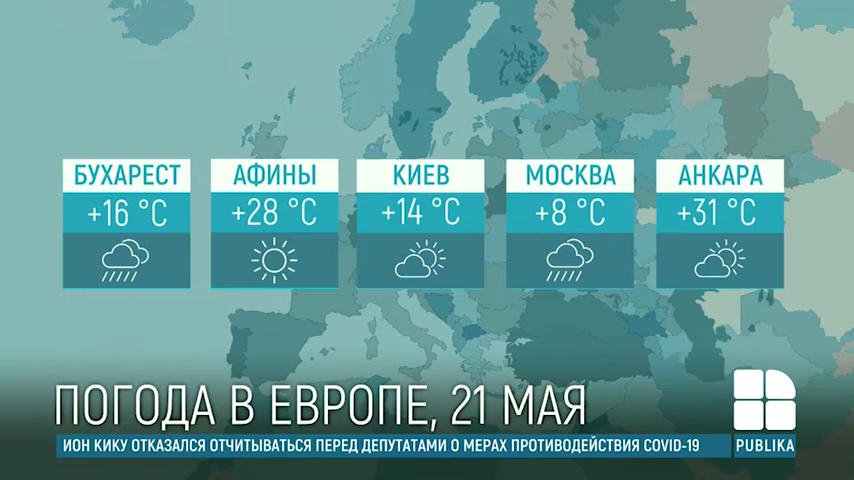 БУХАРЕСТ
+16 °C
АФИНЫ
+28 °C
КИЕВ
+14 °C
МОСКВА
+8 °C
АНКАРА
+31 °C
ПОГОДА В ЕВРОПЕ, 21 МАЯ
ИОН КИКУ ОТКАЗАЛСЯ ОТЧИТЫВАТЬСЯ ПЕРЕД ДЕПУТАТАМИ О МЕРАХ ПРОТИВОДЕЙСТВИЯ COVID-19
PUBLIKA